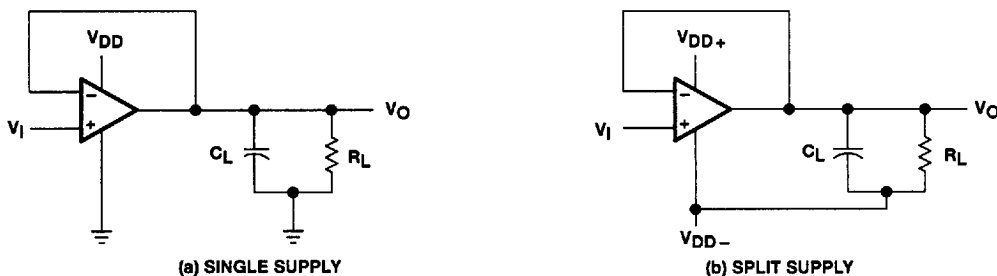 VDD
−
+
VI
VO
CL
RL
(a) SINGLE SUPPLY
VDD+
−
+
VI
VO
CL
RL
VDD−
(b) SPLIT SUPPLY